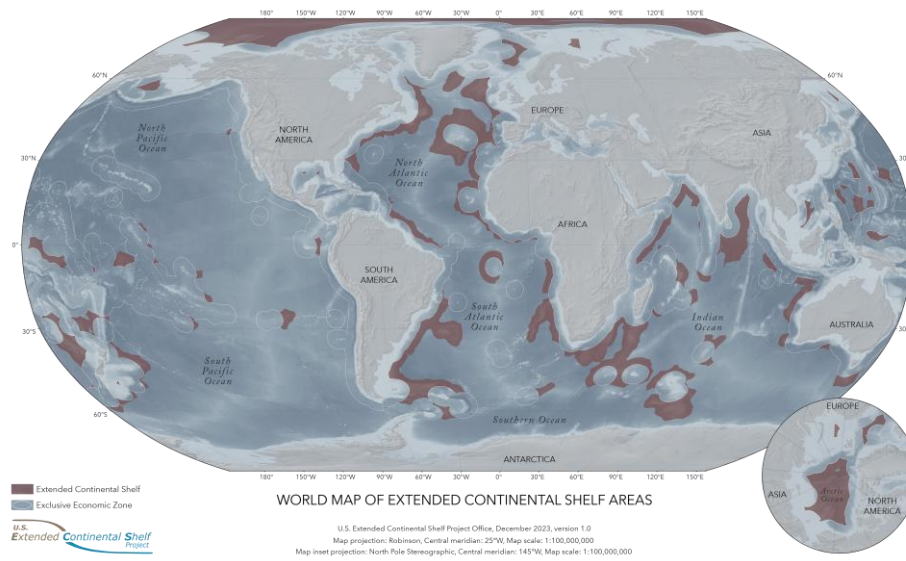 180° 150° 120° 90° 60° 30° 0° 30° 60° 90° 120° 150°
60°N 60°N
EUROPE
NORTH
AMERICA
ASIA
North
Pacific
Ocean
30°N 30°N
North
Atlantic
Ocean
AFRICA
0° 0°
SOUTH
AMERICA
South
Atlantic
Ocean
Indian
Ocean
AUSTRALIA
30°S 30°
South
Pacific
Ocean
60°S
Southern Ocean
ANTARCTICA
180° 150° 120° 90° 60° 30° 0° 30° 60° 90° 120° 150°
EUROPE
ASIA
Arctic
Ocean
NORTH
AMERICA
Extended Continental Shelf
Exclusive Economic Zone
U.S.
Extended Continental Shelf
Project
WORLD MAP OF EXTENDED CONTINENTAL SHELF AREAS
U.S. Extended Continental Shelf Project Office, December 2023, version 1.0
Map projection: Robinson, Central meridian: 25°W, Map scale: 1:100,000,000
Map inset projection: North Pole Stereographic, Central meridian: 145°W, Map scale: 1:100,000,000